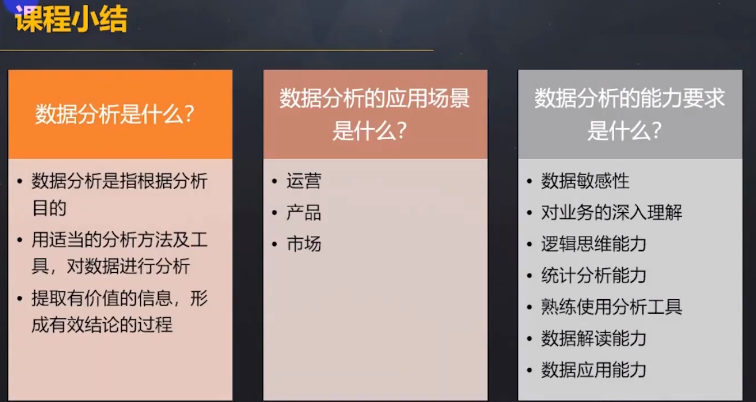 课程小结
数据分析是什么？
• 数据分析是指根据分析
目的
• 用适当的分析方法及工
具，对数据进行分析
• 提取有价值的信息，形
成有效结论的过程
数据分析的应用场景
是什么？
• 运营
• 产品
• 市场
数据分析的能力要求
是什么？
• 数据敏感性
• 对业务的深入理解
• 逻辑思维能力
• 统计分析能力
• 熟练使用分析工具
• 数据解读能力
• 数据应用能力